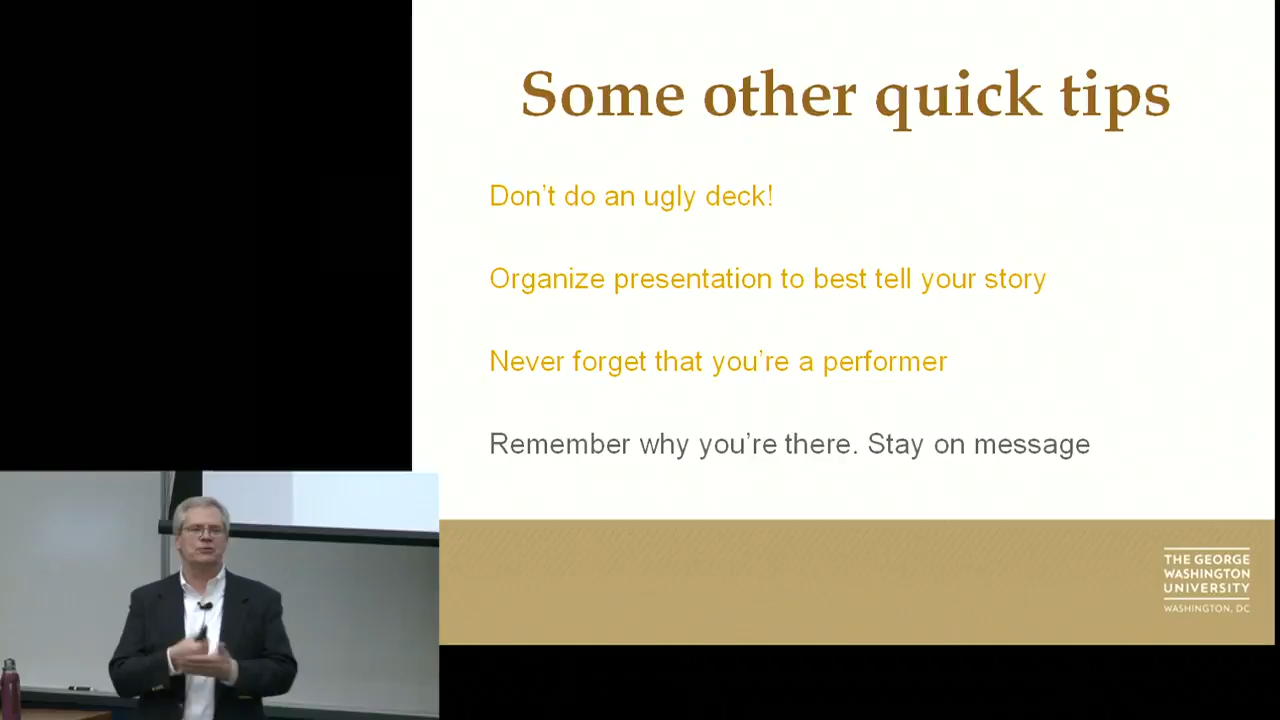 Some other quick tips
Don't do an ugly deck!
Organize presentation to best tell your story
Never forget that you're a performer
Remember why you're there. Stay on message
THE GEORGE
WASHINGTON
UNIVERSITY
WASHINGTON, DC